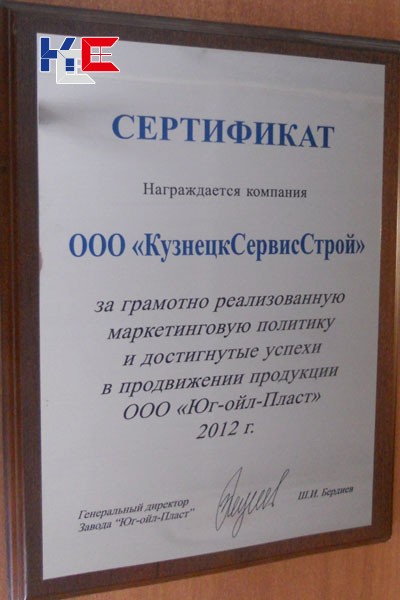 КСС
СЕРТИФИКАТ
Награждается компания
ООО «КузнецкСервисСтрой»
за грамотно реализованную
маркетинговую политику
и достигнутые успехи
в продвижении продукции
ООО «Юг-ойл-Пласт»
2012 г.
Генеральный директор
Завода "Юг-ойл-Пласт"
Ш.И. Бердиев